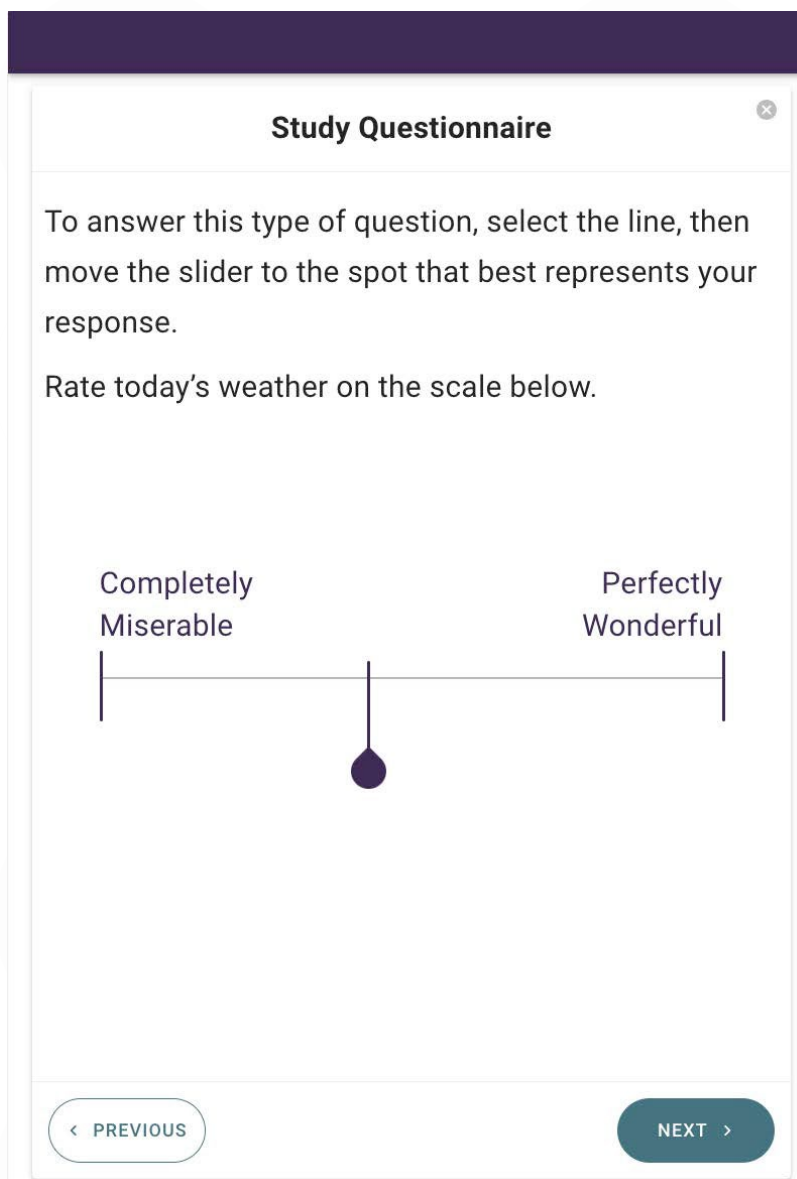 Study Questionnaire
To answer this type of question, select the line, then
move the slider to the spot that best represents your
response.
Rate today’s weather on the scale below.
Completely
Miserable
Perfectly
Wonderful
PREVIOUS
NEXT